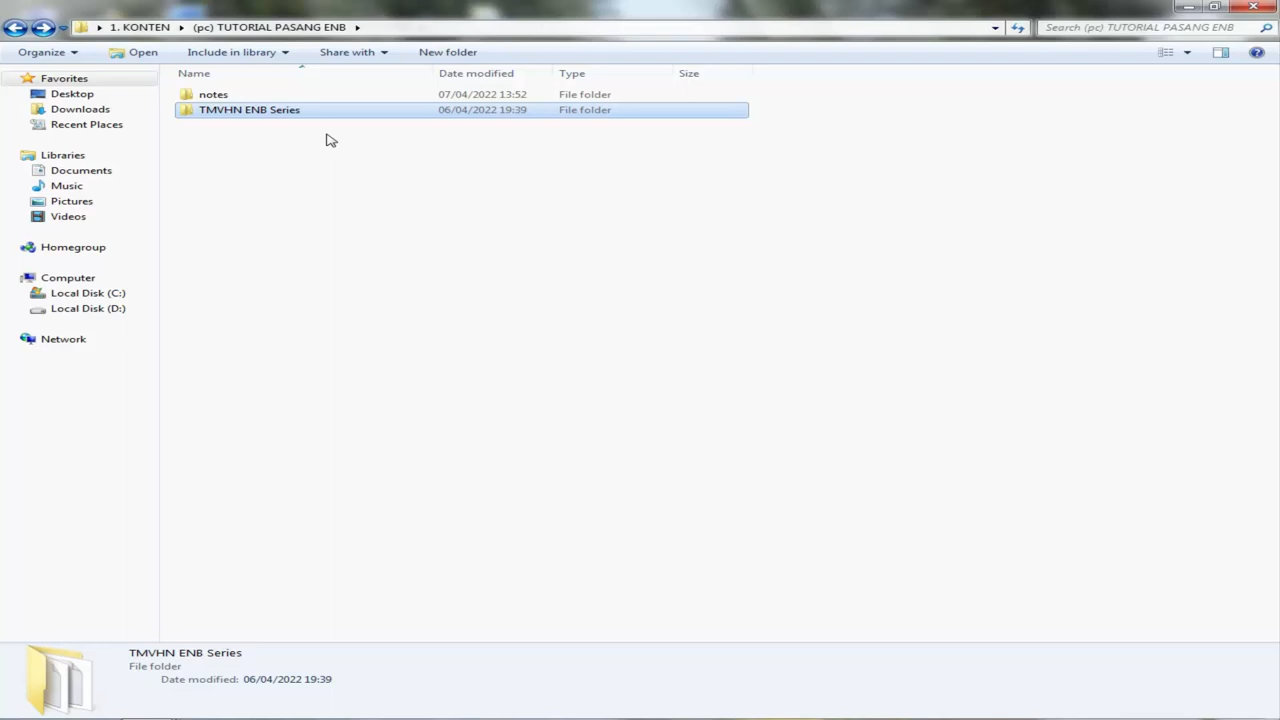 1. KONTEN (pc) TUTORIAL PASANG ENB
Search (pc) TUTORIAL PASANG ENB
Organize Open Include in library Share with New folder
Name Date modified Type Size
Favorites
Desktop
Downloads
Recent Places
Libraries
Documents
Music
Pictures
Videos
Homegroup
Computer
Local Disk (C:)
Local Disk (D:)
Network
notes 07/04/2022 13:52 File folder
TMVHN ENB Series 06/04/2022 19:39 File folder
TMVHN ENB Series
File folder
Date modified: 06/04/2022 19:39